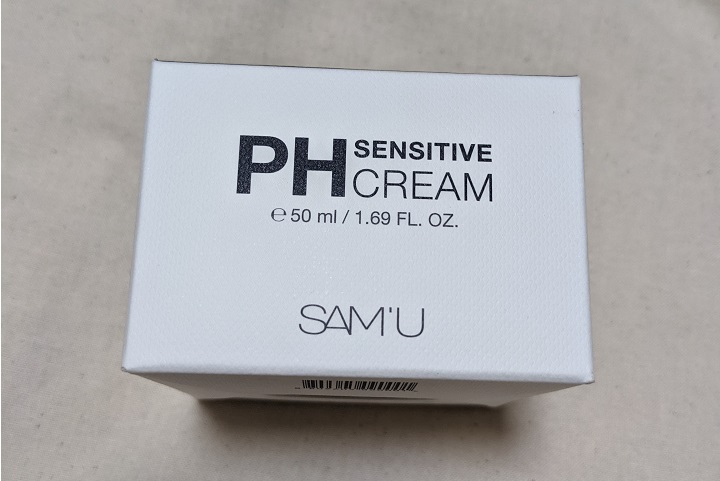 PH SENSITIVE
CREAM
℮ 50 ml / 1.69 FL. OZ.
SAM'U